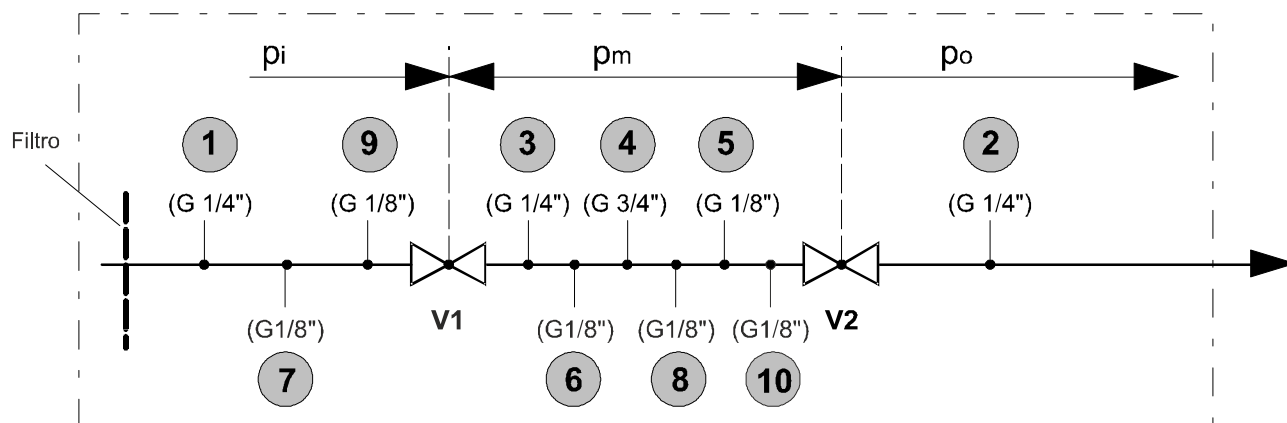 pi
pm
po
Filtro
1
9
3
4
5
2
(G 1/4")
(G 1/8")
(G 1/4")
(G 3/4")
(G 1/8")
(G 1/4")
V1
V2
(G1/8")
(G1/8")
(G1/8")
(G1/8")
7
6
8
10